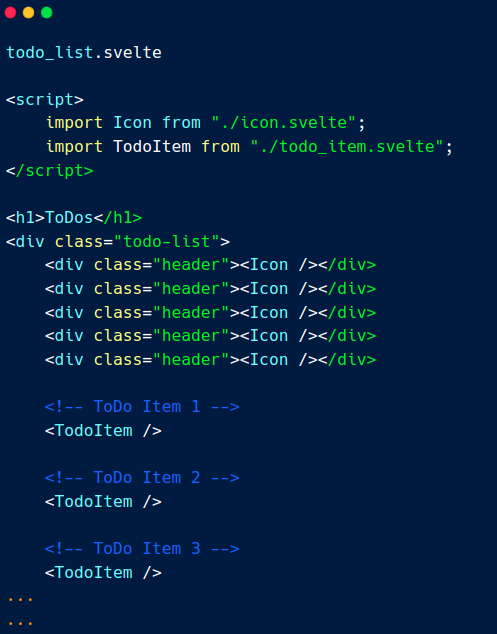 todo_list.svelte
<script>
    import Icon from "./icon.svelte";
    import TodoItem from "./todo_item.svelte";
</script>
<h1>ToDos</h1>
<div class="todo-list">
    <div class="header"><Icon /></div>
    <div class="header"><Icon /></div>
    <div class="header"><Icon /></div>
    <div class="header"><Icon /></div>
    <div class="header"><Icon /></div>
    <!-- ToDo Item 1 -->
    <TodoItem />
    <!-- ToDo Item 2 -->
    <TodoItem />
    <!-- ToDo Item 3 -->
    <TodoItem />
...
...